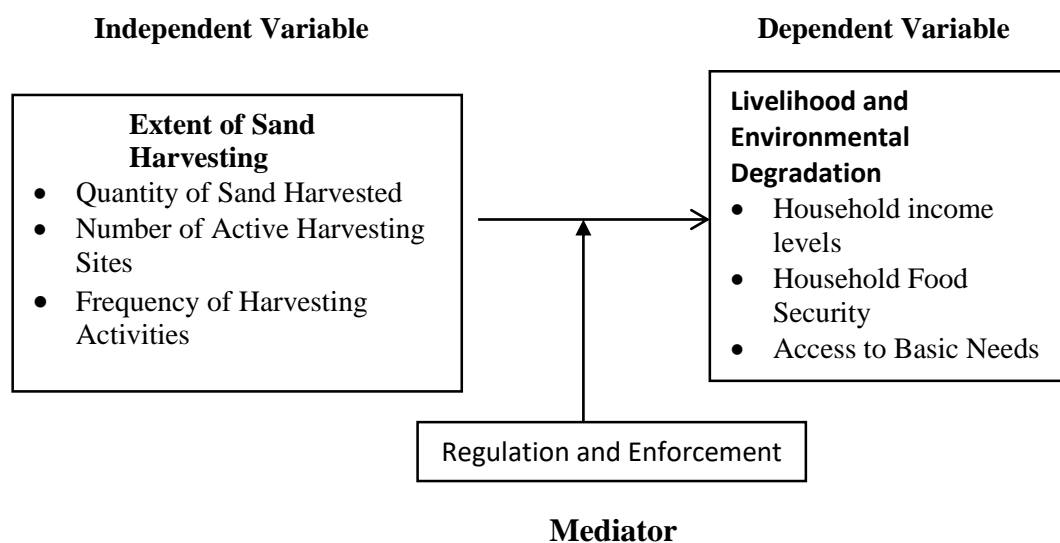 Independent Variable
Dependent Variable
Extent of Sand
Harvesting
• Quantity of Sand Harvested
• Number of Active Harvesting
Sites
• Frequency of Harvesting
Activities
Livelihood and
Environmental
Degradation
• Household income
levels
• Household Food
Security
• Access to Basic Needs
Regulation and Enforcement
Mediator